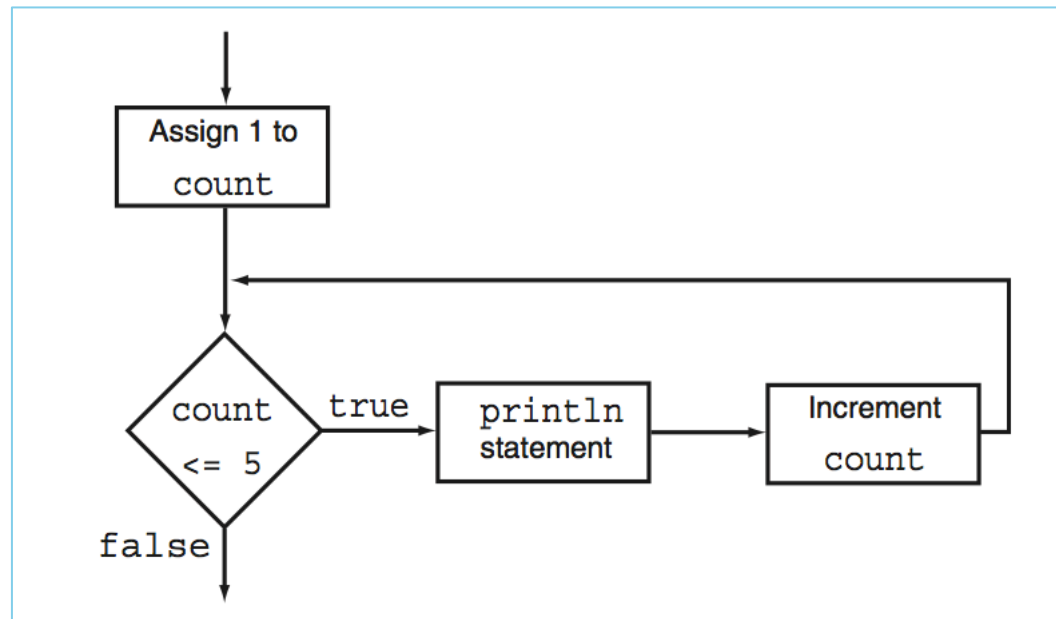 Assign 1 to
count
count
<= 5
true
println
statement
Increment
count
false